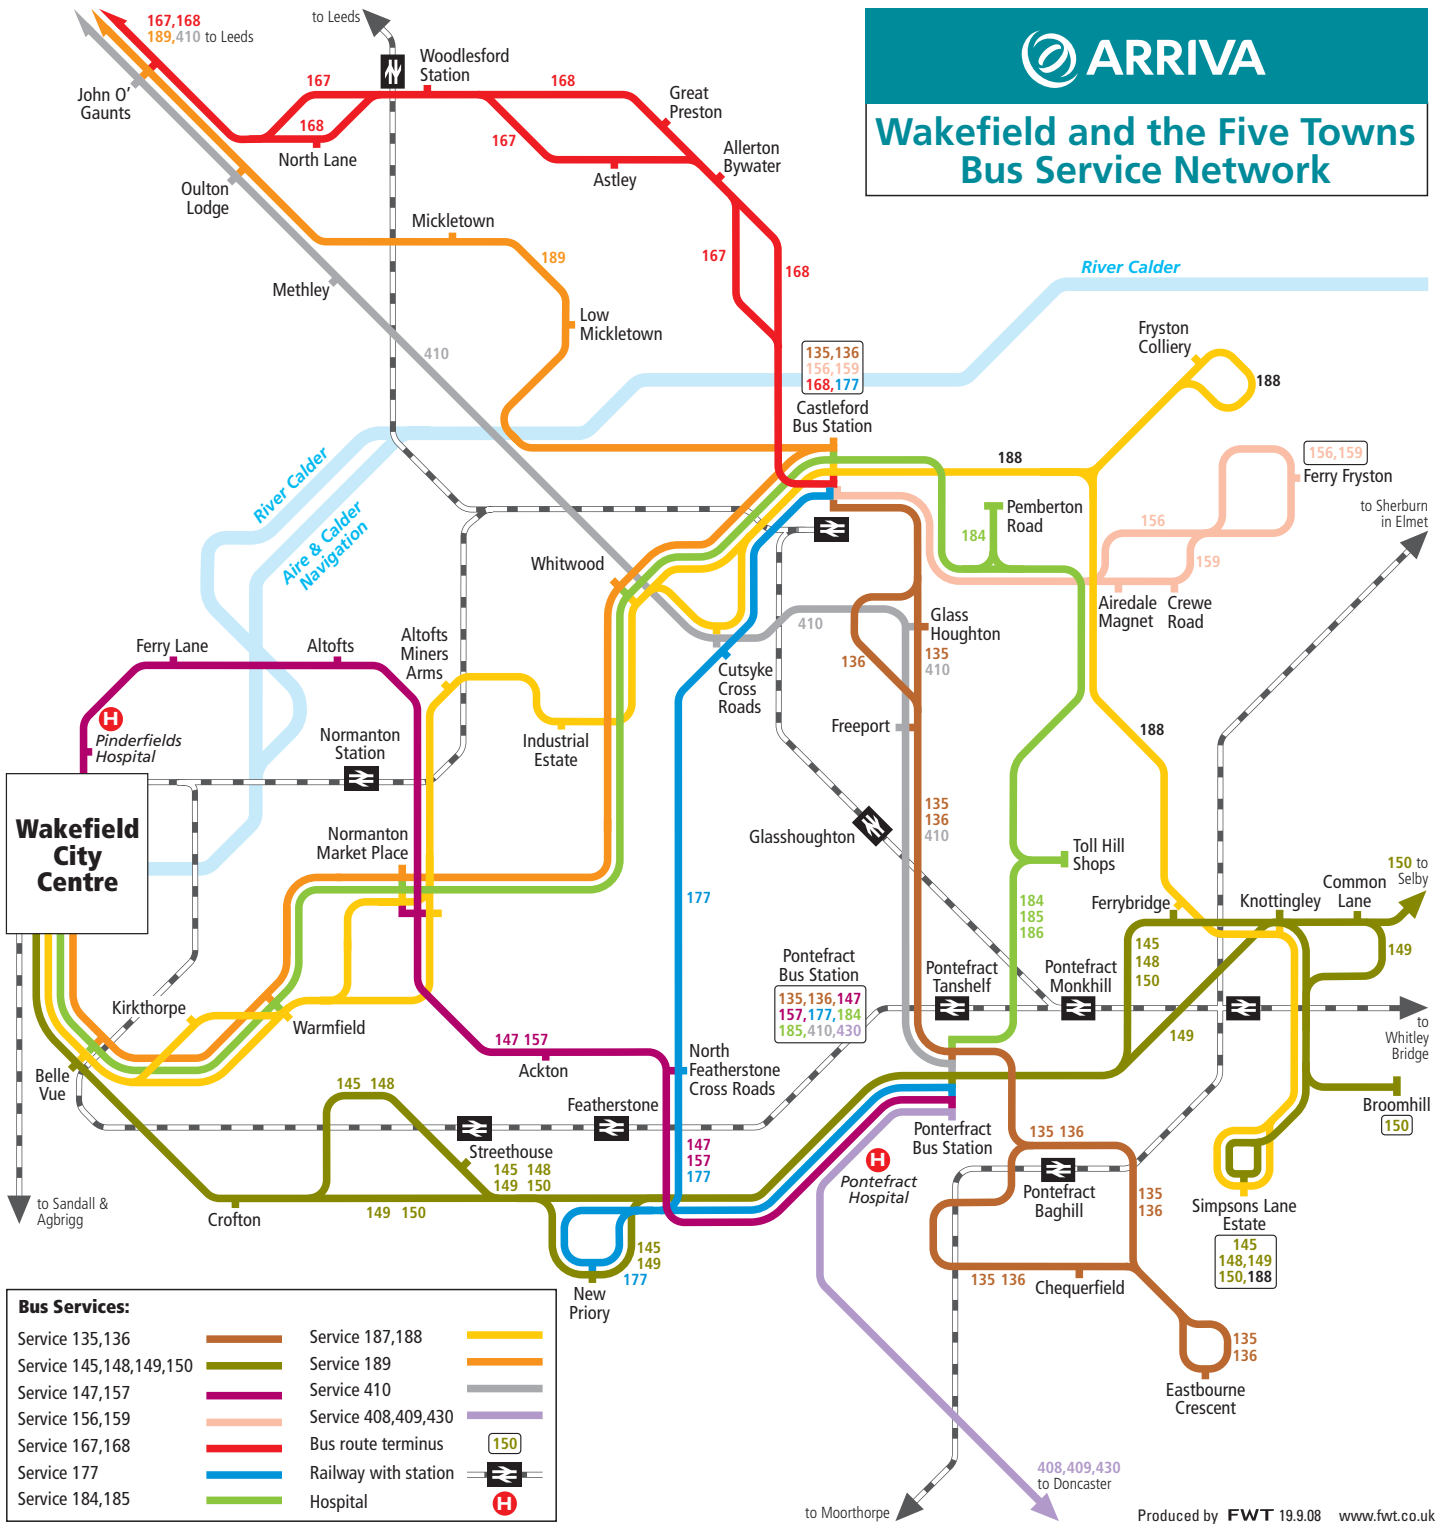 167,168
189,410 to Leeds
to Leeds
ARRIVA
Wakefield and the Five Towns
Bus Service Network
John O'
Gaunts
Woodlesford
Station
167
168
168
North Lane
167
Great
Preston
Astley
Allerton
Bywater
Oulton
Lodge
Mickletown
189
Methley
Low
Mickletown
410
167
168
River Calder
135,136
156,159
168,177
Castleford
Bus Station
Fryston
Colliery
188
188
156,159
Ferry Fryston
to Sherburn
in Elmet
River Calder
Aire & Calder
Navigation
Pemberton
Road
184
156
159
Airedale
Magnet
Crewe
Road
Whitwood
410
Glass
Houghton
135
410
136
Cutsyke
Cross
Roads
Freeport
Ferry Lane
Altofts
Altofts
Miners
Arms
Industrial
Estate
H
Pinderfields
Hospital
Normanton
Station
188
135
136
410
Glasshoughton
Wakefield
City
Centre
Normanton
Market Place
177
Toll Hill
Shops
184
185
186
150 to
Selby
Common
Lane
Knottingley
Ferrybridge
145
148
150
149
149
Pontefract
Bus Station
135,136,147
157,177,184
185,410,430
Pontefract
Tanshelf
Pontefract
Monkhill
to
Whitley
Bridge
Kirkthorpe
Warmfield
Belle
Vue
147 157
Ackton
North
Featherstone
Cross Roads
145 148
Featherstone
Streethouse
145 148
149 150
147
157
177
Ponterfract
Bus Station
H
Pontefract
Hospital
135 136
Pontefract
Baghill
135
136
Broomhill
150
Simpsons Lane
Estate
145
148,149
150,188
to Sandall &
Agbrigg
Crofton
149 150
145
149
177
New
Priory
135 136
Chequerfield
135
136
Eastbourne
Crescent
408,409,430
to Doncaster
to Moorthorpe
Bus Services:
Service 135,136
Service 145,148,149,150
Service 147,157
Service 156,159
Service 167,168
Service 177
Service 184,185
Service 187,188
Service 189
Service 410
Service 408,409,430
Bus route terminus
150
Railway with station
Hospital
H
Produced by FWT 19.9.08 www.fwt.co.uk